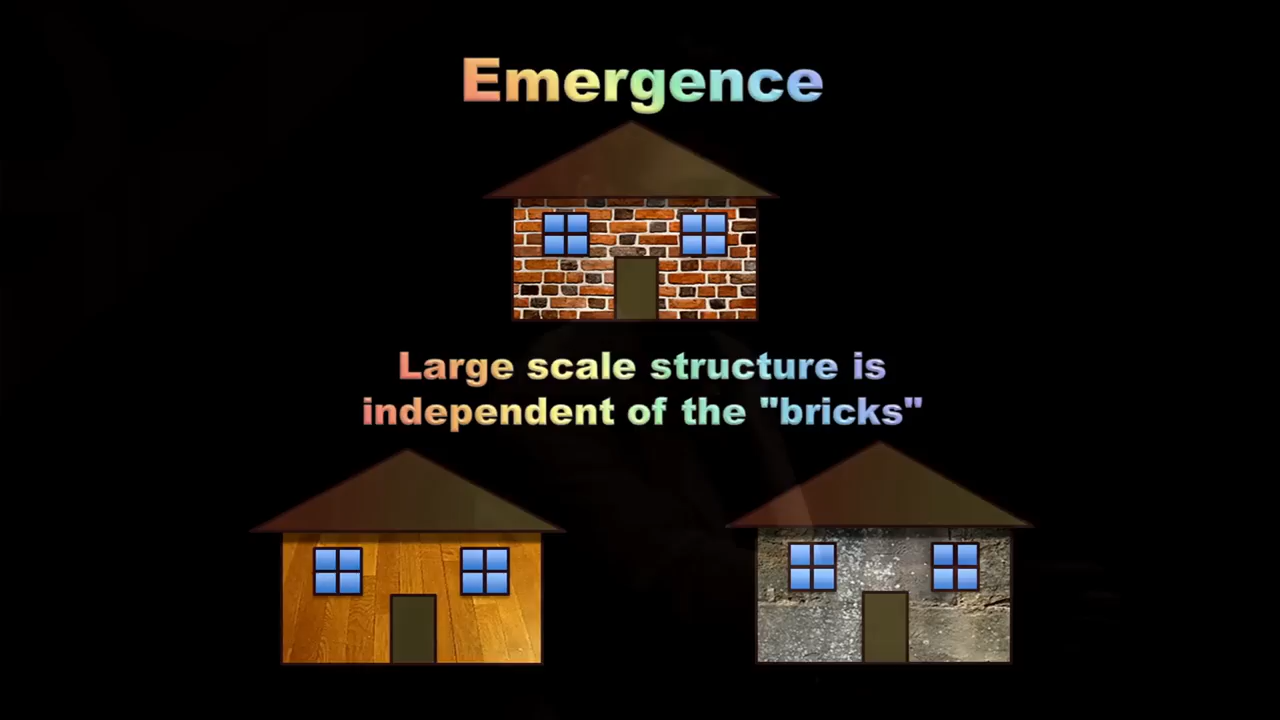 Emergence
Large scale structure is
independent of the "bricks"